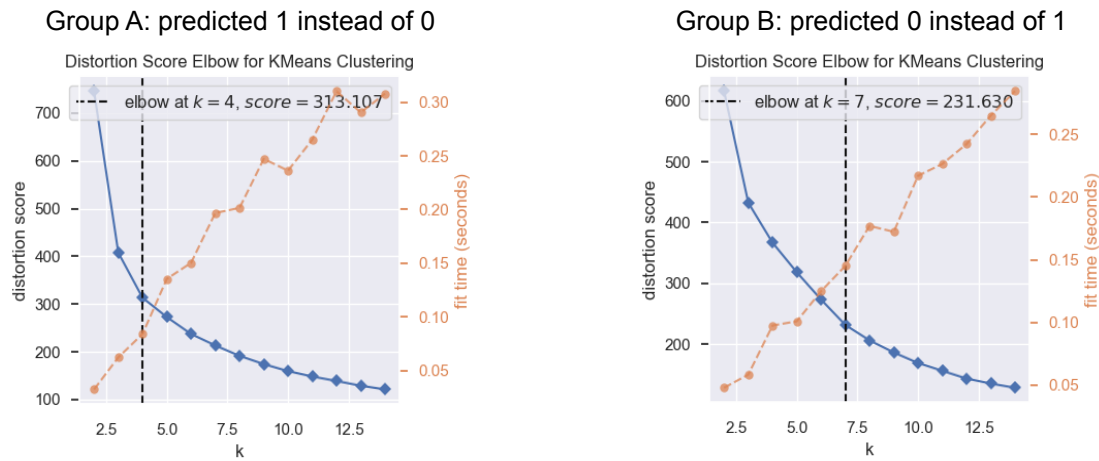 Group A: predicted 1 instead of 0
Distortion Score Elbow for KMeans Clustering
elbow at k = 4, score = 313.107
700
600
500
400
300
200
100
distortion score
0.30
0.25
0.20
0.15
0.10
0.05
fit time (seconds)
2.5 5.0 7.5 10.0 12.5
k
Group B: predicted 0 instead of 1
Distortion Score Elbow for KMeans Clustering
elbow at k = 7, score = 231.630
600
500
400
300
200
distortion score
0.25
0.20
0.15
0.10
0.05
fit time (seconds)
2.5 5.0 7.5 10.0 12.5
k